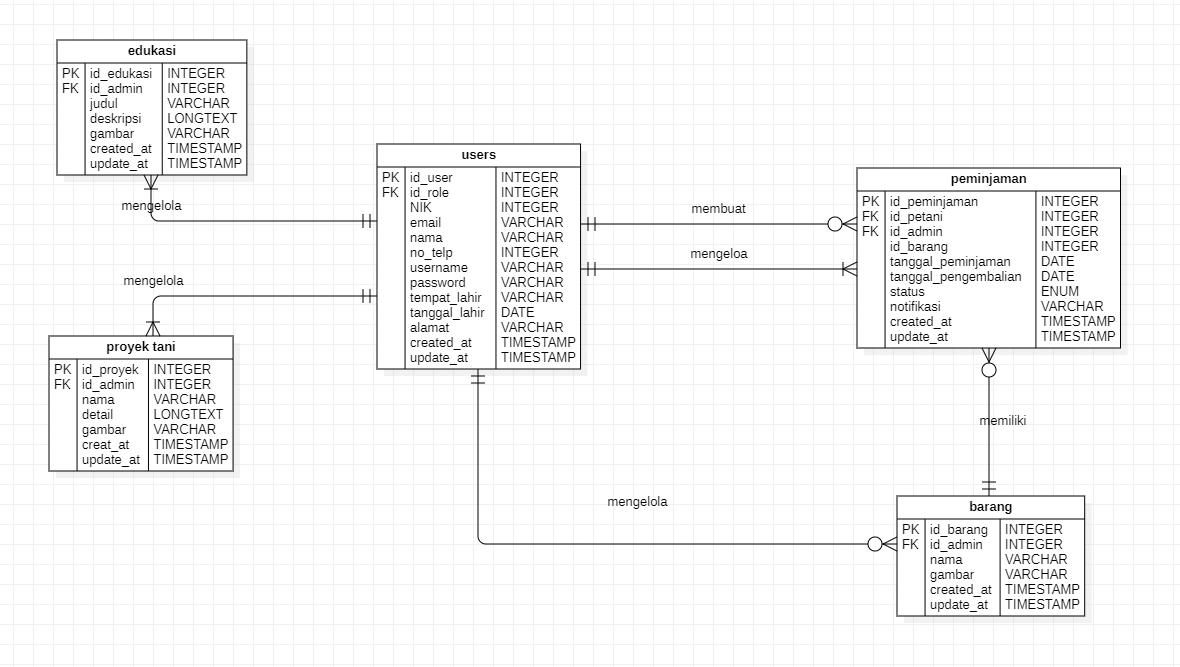 edukasi
PK id_edukasi INTEGER
FK id_admin INTEGER
judul VARCHAR
deskripsi LONGTEXT
gambar VARCHAR
created_at TIMESTAMP
update_at TIMESTAMP
mengelola
mengelola
proyek tani
PK id_proyek INTEGER
FK id_admin INTEGER
nama VARCHAR
detail LONGTEXT
gambar VARCHAR
creat_at TIMESTAMP
update_at TIMESTAMP
users
PK id_user INTEGER
FK id_role INTEGER
NIK INTEGER
email VARCHAR
nama VARCHAR
no_telp INTEGER
username VARCHAR
password VARCHAR
tempat_lahir VARCHAR
tanggal_lahir DATE
alamat VARCHAR
created_at TIMESTAMP
update_at TIMESTAMP
membuat
mengeloa
peminjaman
PK id_peminjaman INTEGER
FK id_petani INTEGER
FK id_admin INTEGER
id_barang INTEGER
tanggal_peminjaman DATE
tanggal_pengembalian DATE
status ENUM
notifikasi VARCHAR
created_at TIMESTAMP
update_at TIMESTAMP
memiliki
mengelola
barang
PK id_barang INTEGER
FK id_admin INTEGER
nama VARCHAR
gambar VARCHAR
created_at TIMESTAMP
update_at TIMESTAMP